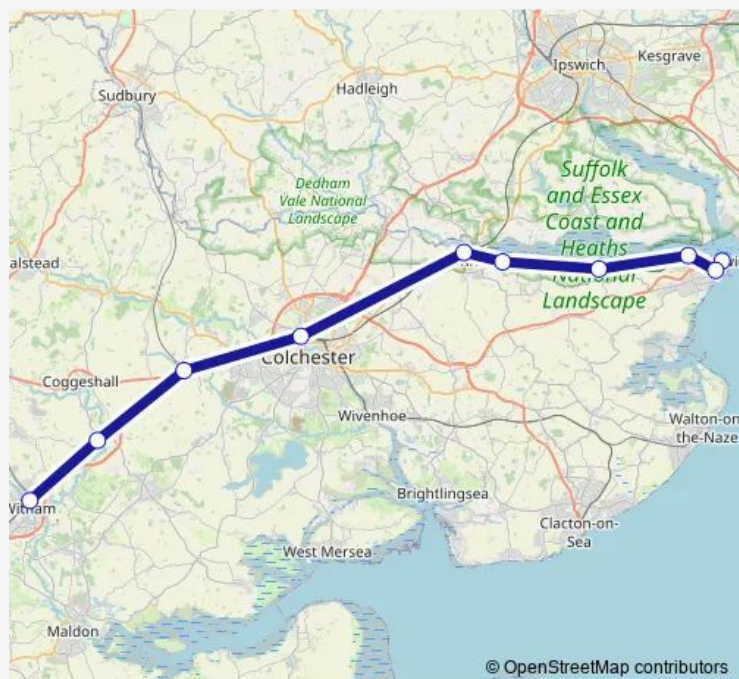 Ipswich
Kesgrave
Sudbury
Hadleigh
Dedham
Vale National
Landscape
Suffolk
and Essex
Coast and
Heaths
National
Landscape
alstead
Colchester
Coggeshall
Wivenhoe
Walton-on-
the-Naze
Witham
Brightlingsea
Clacton-on-
Sea
West Mersea
Maldon
© OpenStreetMap contributors